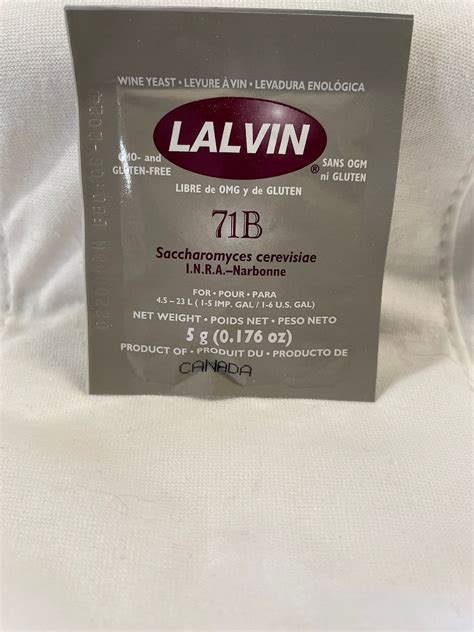 WINE YEAST • LEVURE À VIN • LEVADURA ENOLÓGICA
LALVIN
®
GMO- and
GLUTEN-FREE
SANS OGM
ni GLUTEN
LIBRE de OMG y de GLUTEN
71B
Saccharomyces cerevisiae
I.N.R.A.–Narbonne
FOR • POUR • PARA
4.5 – 23 L ( 1-5 IMP. GAL / 1-6 U.S. GAL)
NET WEIGHT • POIDS NET • PESO NETO
5 g (0.176 oz)
PRODUCT OF • PRODUIT DU • PRODUCTO DE
CANADA